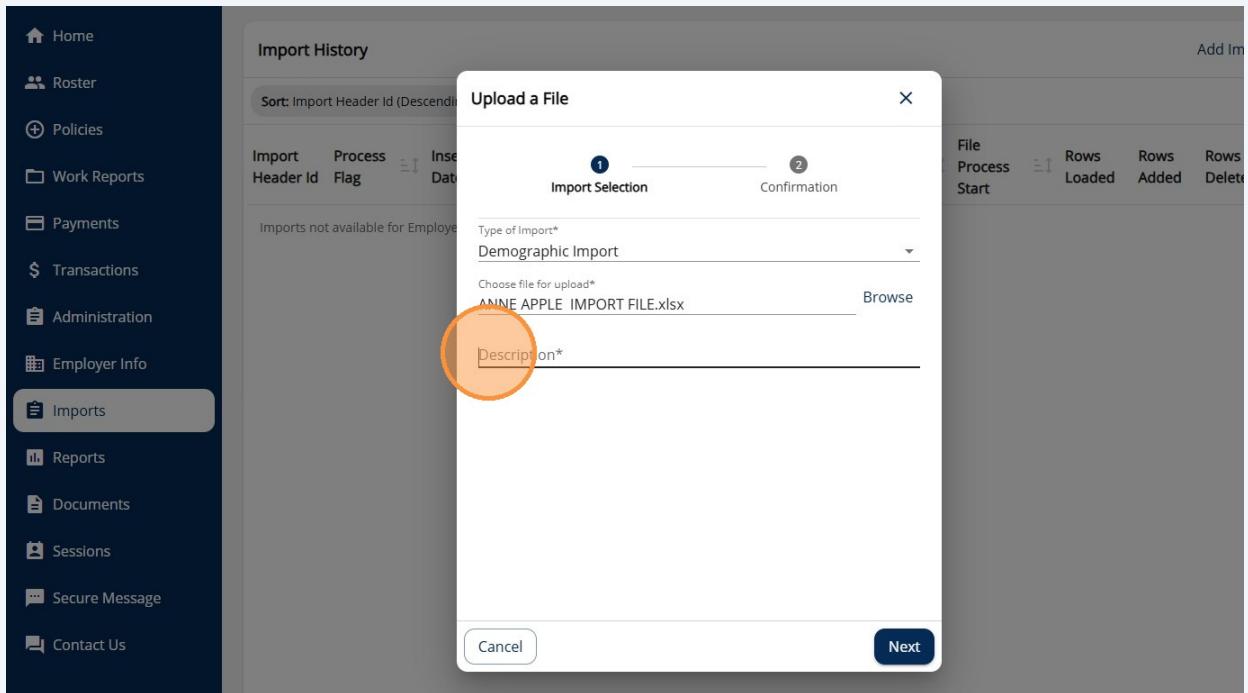 Home
Roster
Policies
Work Reports
Payments
Transactions
Administration
Employer Info
Imports
Reports
Documents
Sessions
Secure Message
Contact Us
Import History
Sort: Import Header Id
Import Header Id
Process Flag
Imports not available for
File Process Start
Rows Loaded
Rows Added
Rows
Upload a File
1
Import Selection
2
Confirmation
Type of Import*
Demographic Import
Choose file for upload*
ANNE APPLE IMPORT FILE.xlsx
Browse
Description*
Cancel
Next